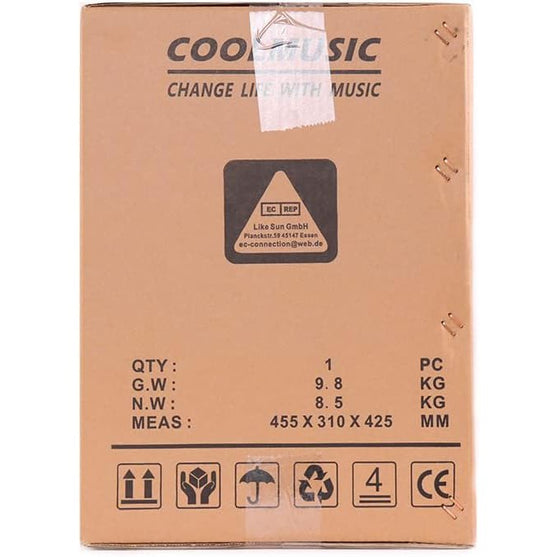 COOLMUSIC
CHANGE LIFE WITH MUSIC
EC REP
Like Sun GmbH
Planckstr.59 45147 Essen
ec-connection@web.de
QTY : 1 PC
G.W : 9.8 KG
N.W : 8.5 KG
MEAS : 455 X 310 X 425 MM
4 CE